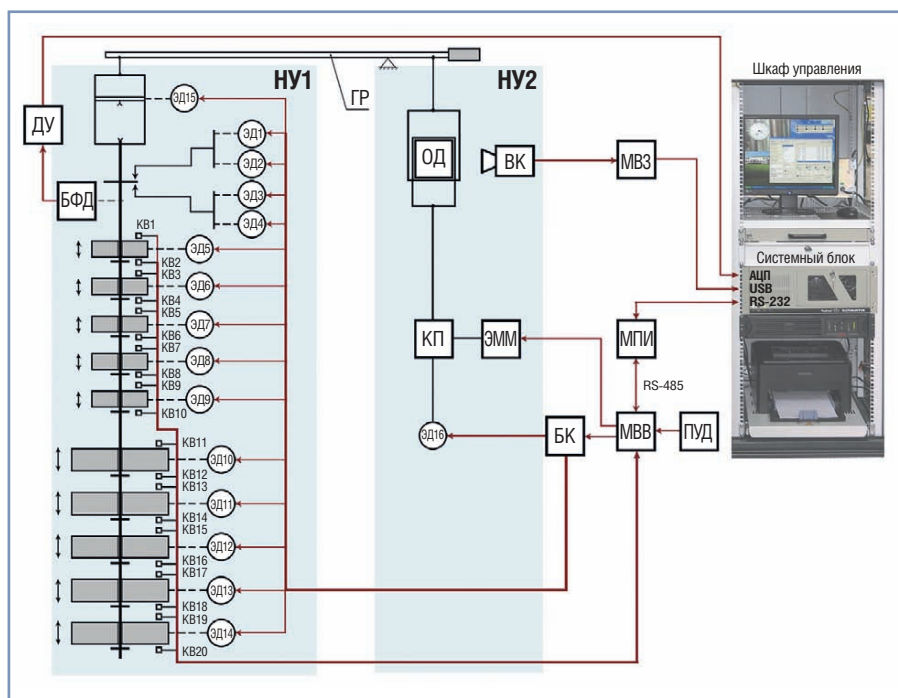 Шкаф управления
НУ1
НУ2
ГР
ЭД15
ДУ
ЭД1
ЭД2
ОД
ВК
МВЗ
БФД
ЭД3
ЭД4
КВ1
ЭД5
КВ2
КВ3
ЭД6
КВ4
КВ5
ЭД7
КВ6
КВ7
ЭД8
КВ8
КВ9
ЭД9
КВ10
Системный блок
АЦП
USB
RS-232
КП
ЭММ
МПИ
RS-485
ЭД16
БК
МВВ
ПУД
КВ11
ЭД10
КВ12
КВ13
ЭД11
КВ14
КВ15
ЭД12
КВ16
КВ17
ЭД13
КВ18
КВ19
ЭД14
КВ20